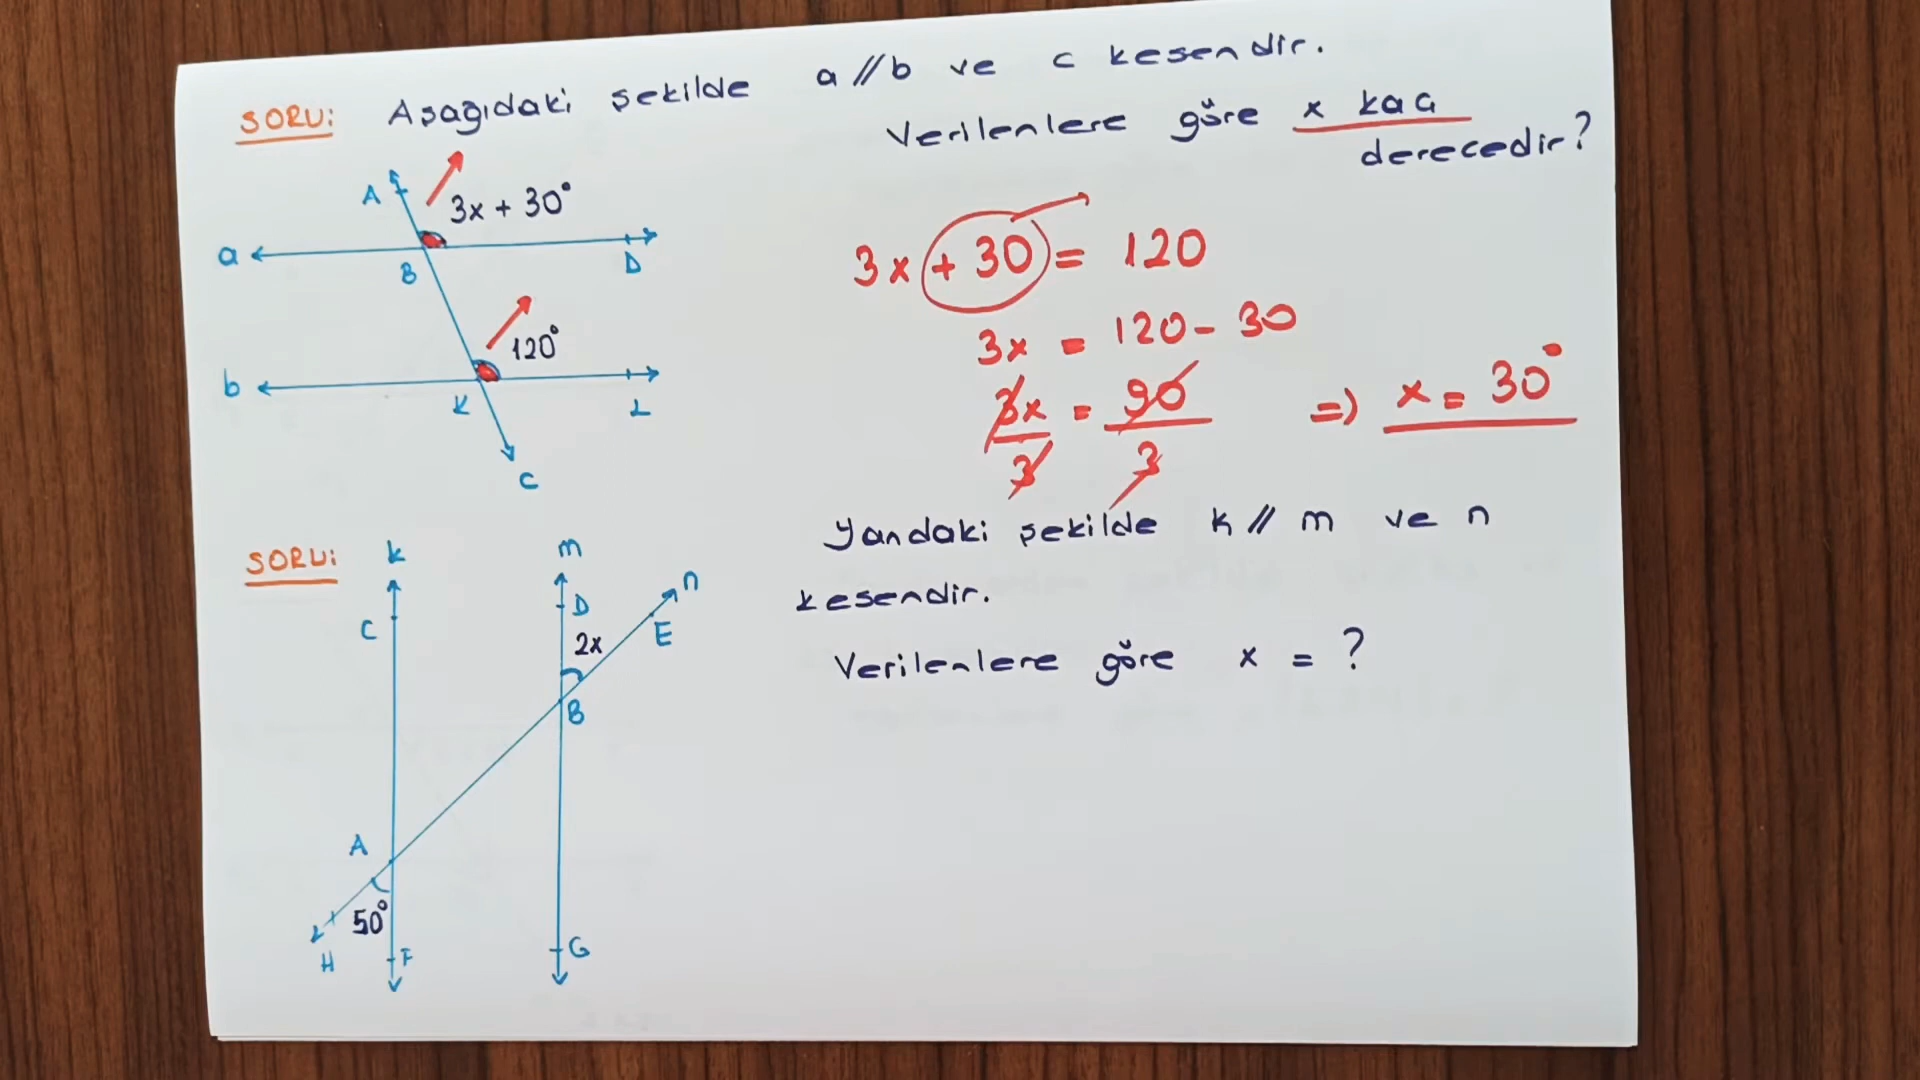 SORU: Aşağıdaki şekilde a // b ve c kesendir.
Verilenlere göre x kaç
derecedir?
A
3x + 30°
a
B
D
120°
b
K
L
C
3x + 30 = 120
3x = 120 - 30
3x = 90 => x = 30°
3 3
SORU:
k
m
n
C
D
E
2x
B
A
50°
H
F
G
Yandaki şekilde k // m ve n
kesendir.
Verilenlere göre x = ?